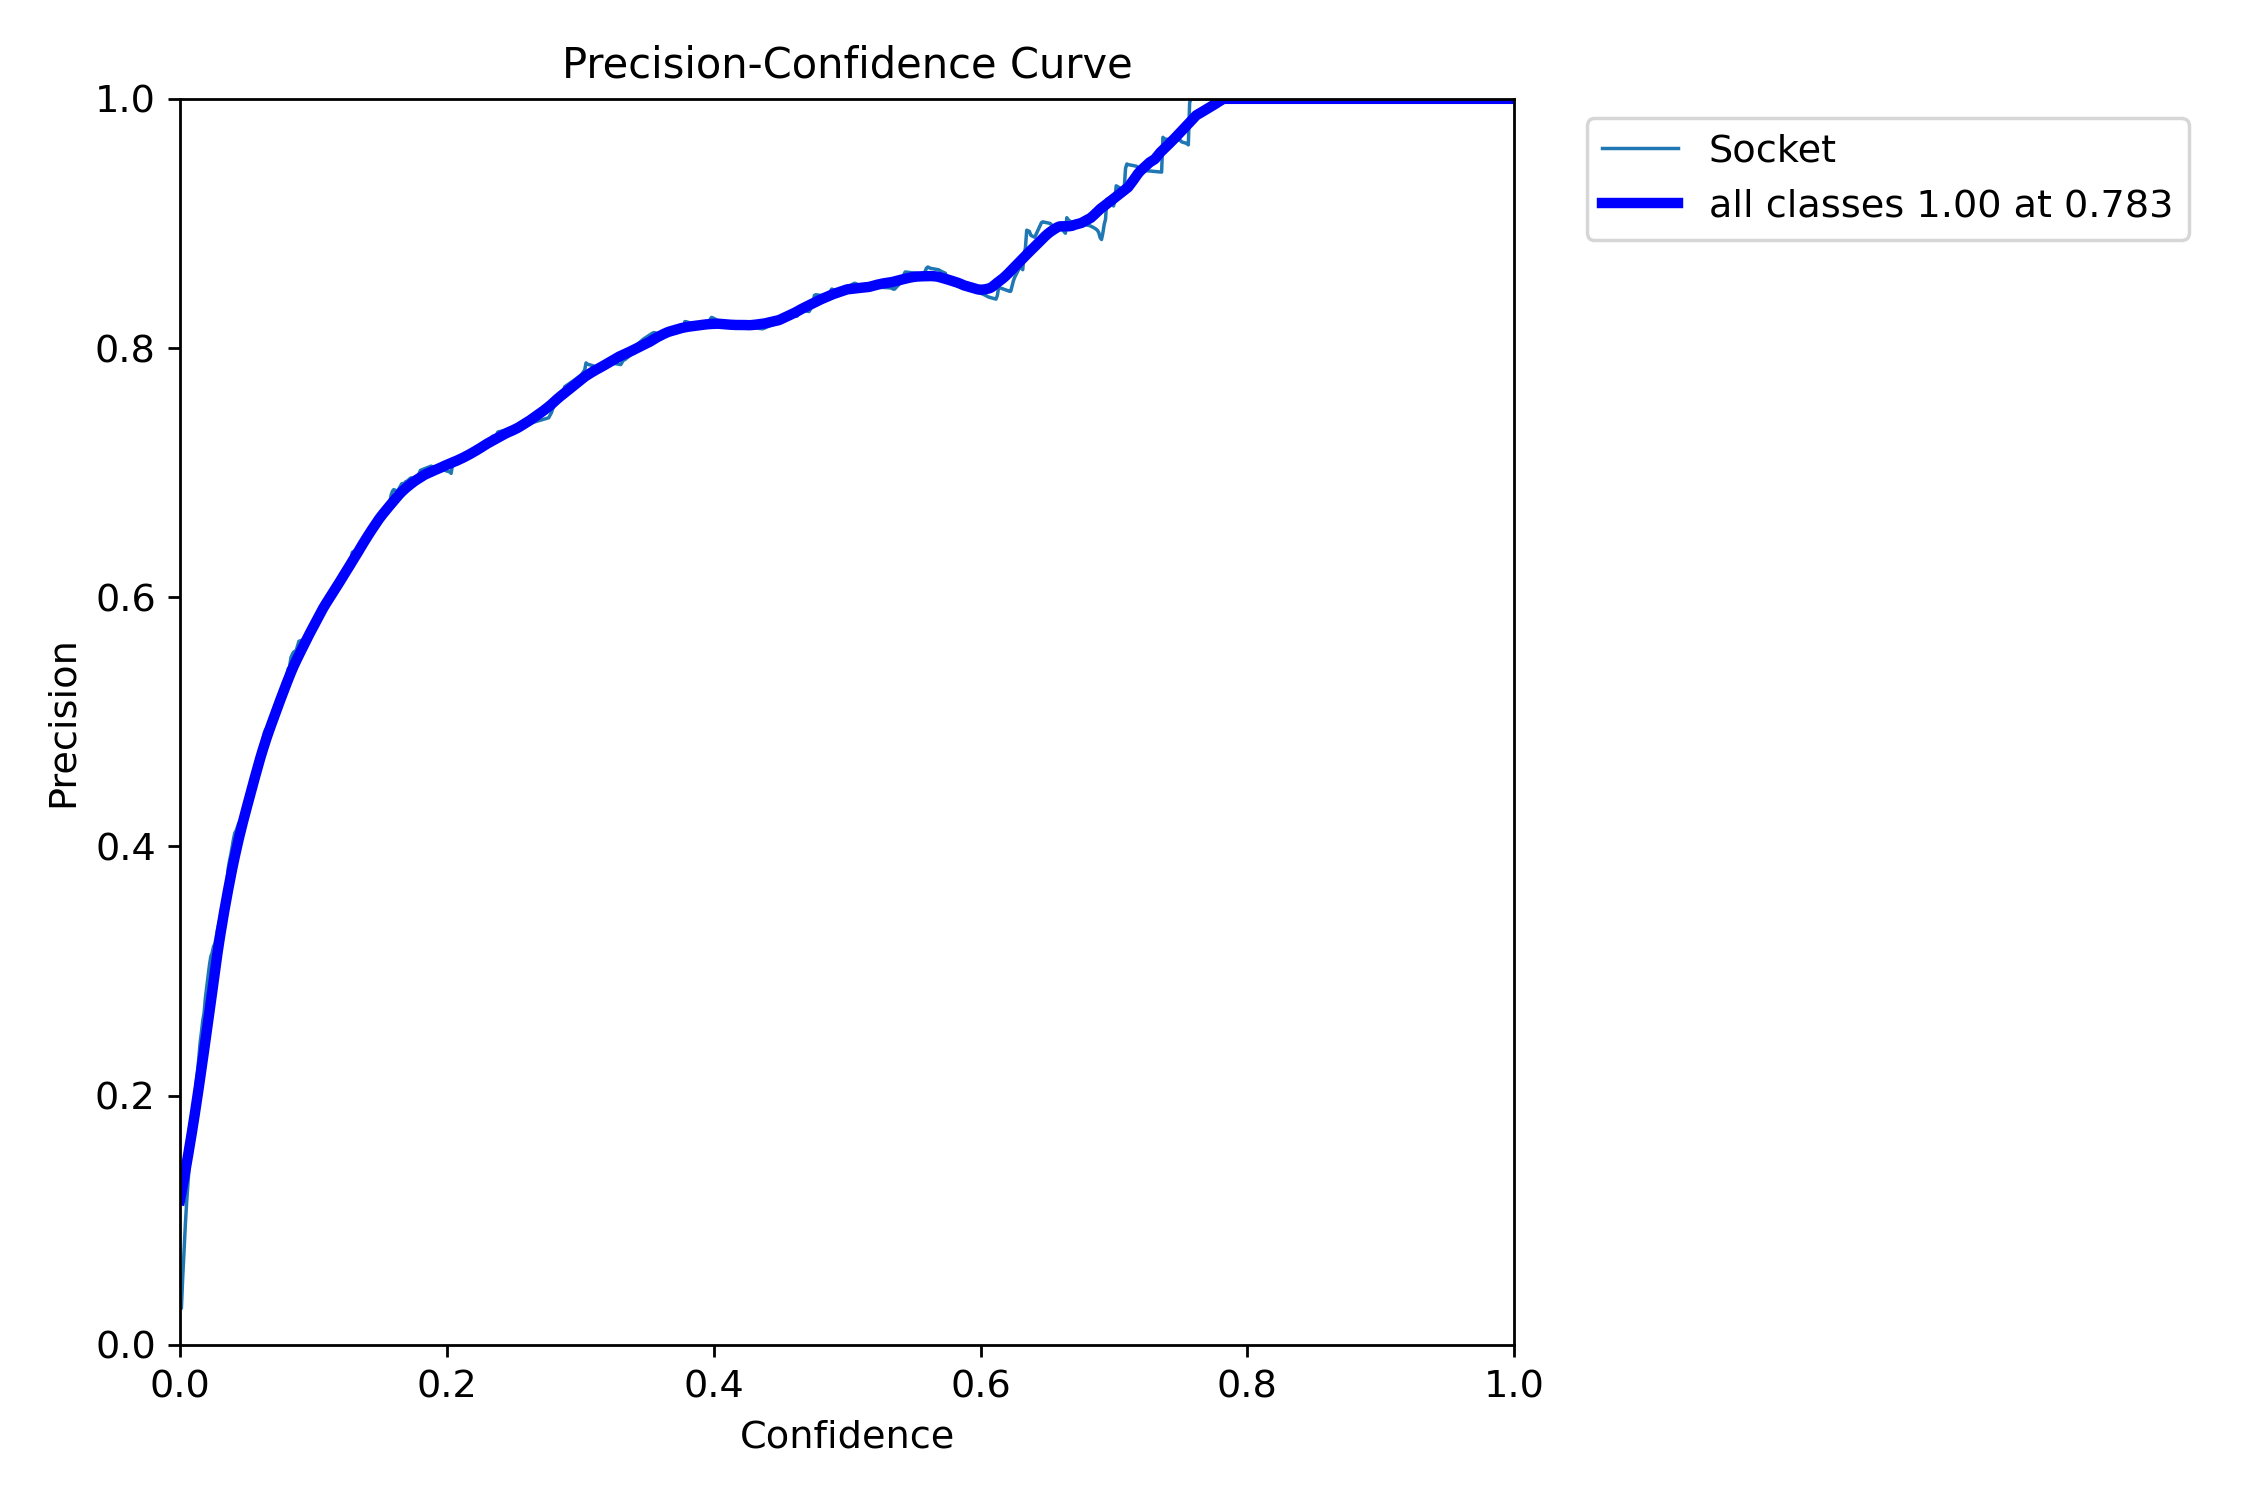 Precision-Confidence Curve
1.0
0.8
0.6
0.4
0.2
0.0
Precision
0.0 0.2 0.4 0.6 0.8 1.0
Confidence
Socket
all classes 1.00 at 0.783